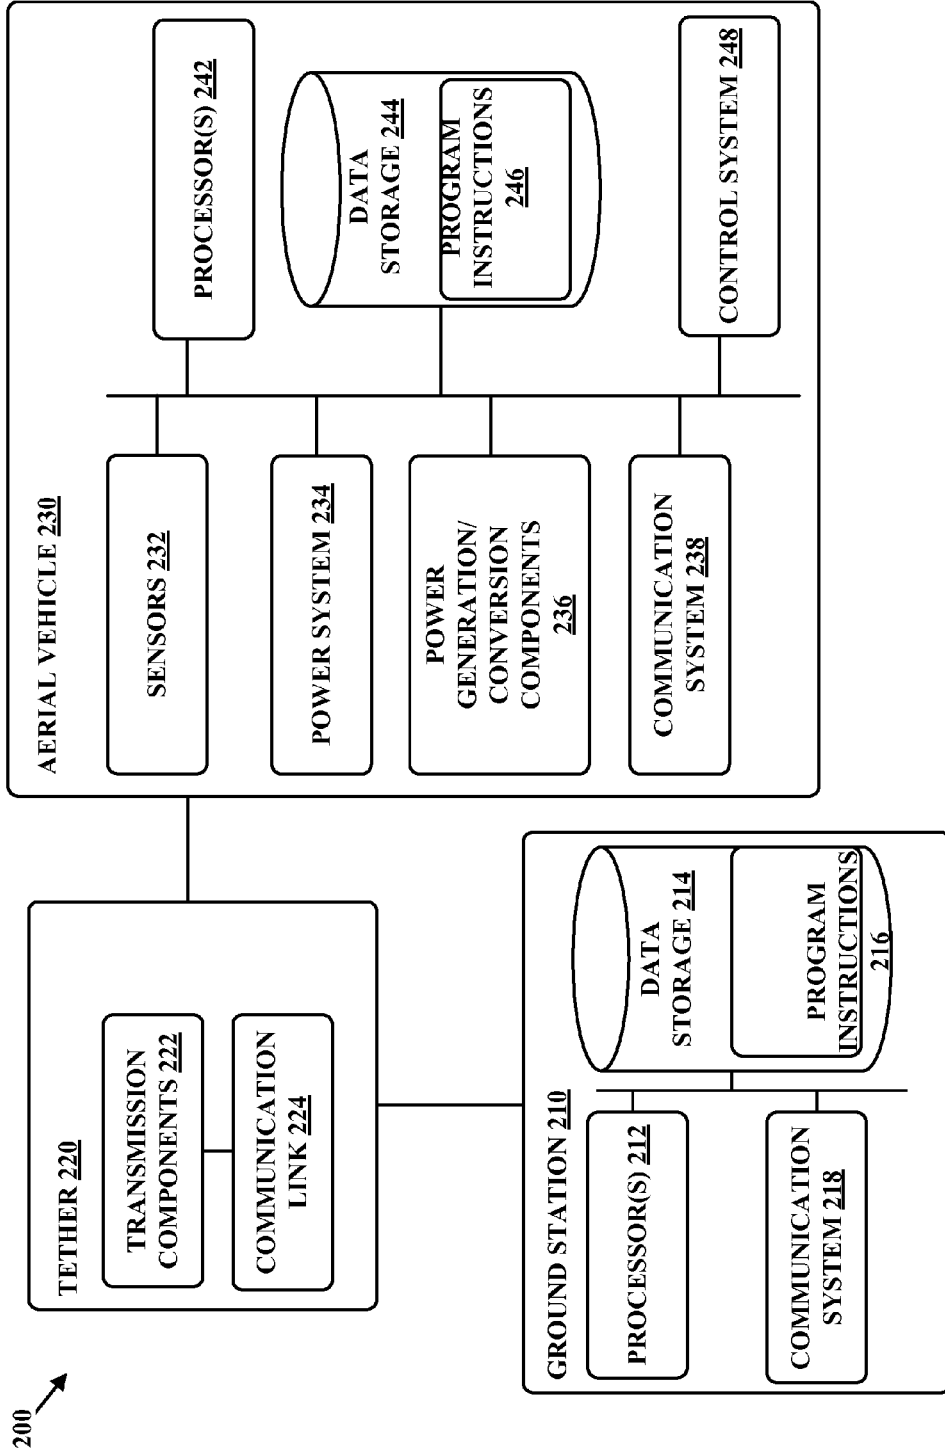 200
TETHER 220
TRANSMISSION
COMPONENTS 222
COMMUNICATION
LINK 224
GROUND STATION 210
PROCESSOR(S) 212
COMMUNICATION
SYSTEM 218
DATA
STORAGE 214
PROGRAM
INSTRUCTIONS
216
AERIAL VEHICLE 230
SENSORS 232
POWER SYSTEM 234
POWER
GENERATION/
CONVERSION
COMPONENTS
236
COMMUNICATION
SYSTEM 238
PROCESSOR(S) 242
DATA
STORAGE 244
PROGRAM
INSTRUCTIONS
246
CONTROL SYSTEM 248